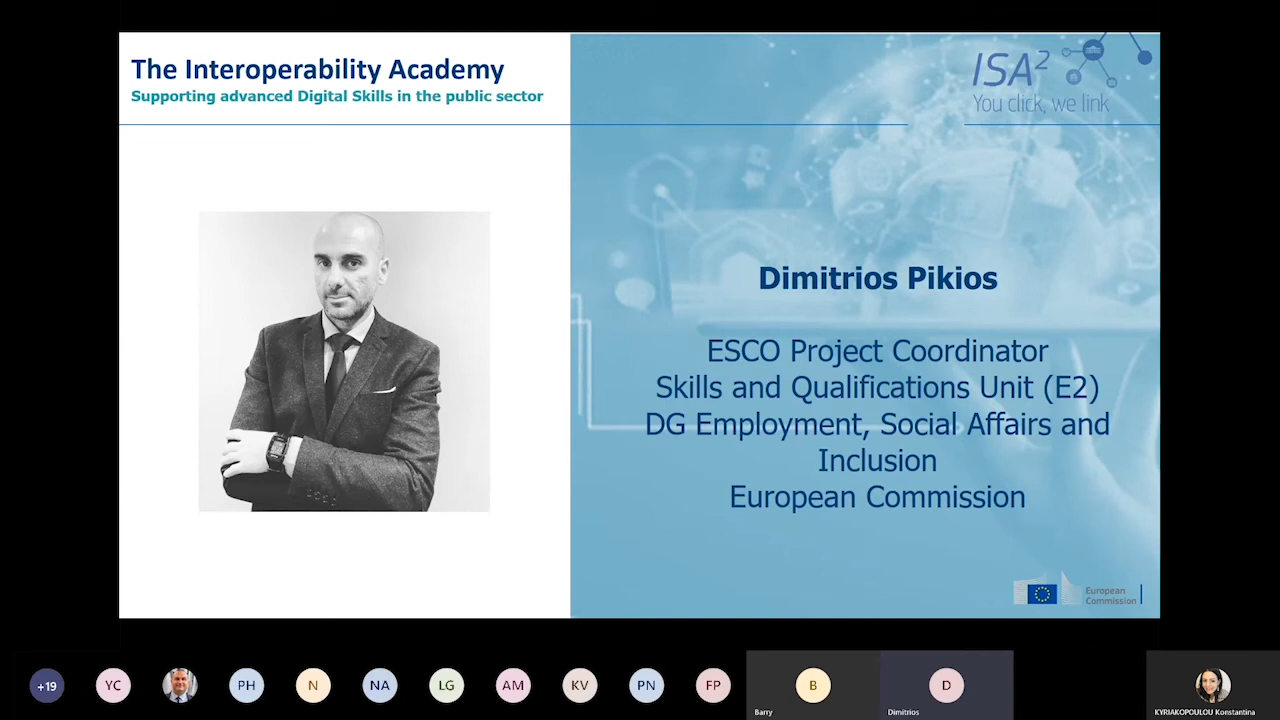 The Interoperability Academy
Supporting advanced Digital Skills in the public sector
ISA²
You click, we link
Dimitrios Pikios
ESCO Project Coordinator
Skills and Qualifications Unit (E2)
DG Employment, Social Affairs and
Inclusion
European Commission
European
Commission
+19
YC
PH
N
NA
LG
AM
KV
PN
FP
B
Barry
D
Dimitrios
KYRIAKOPOULOU Konstantina